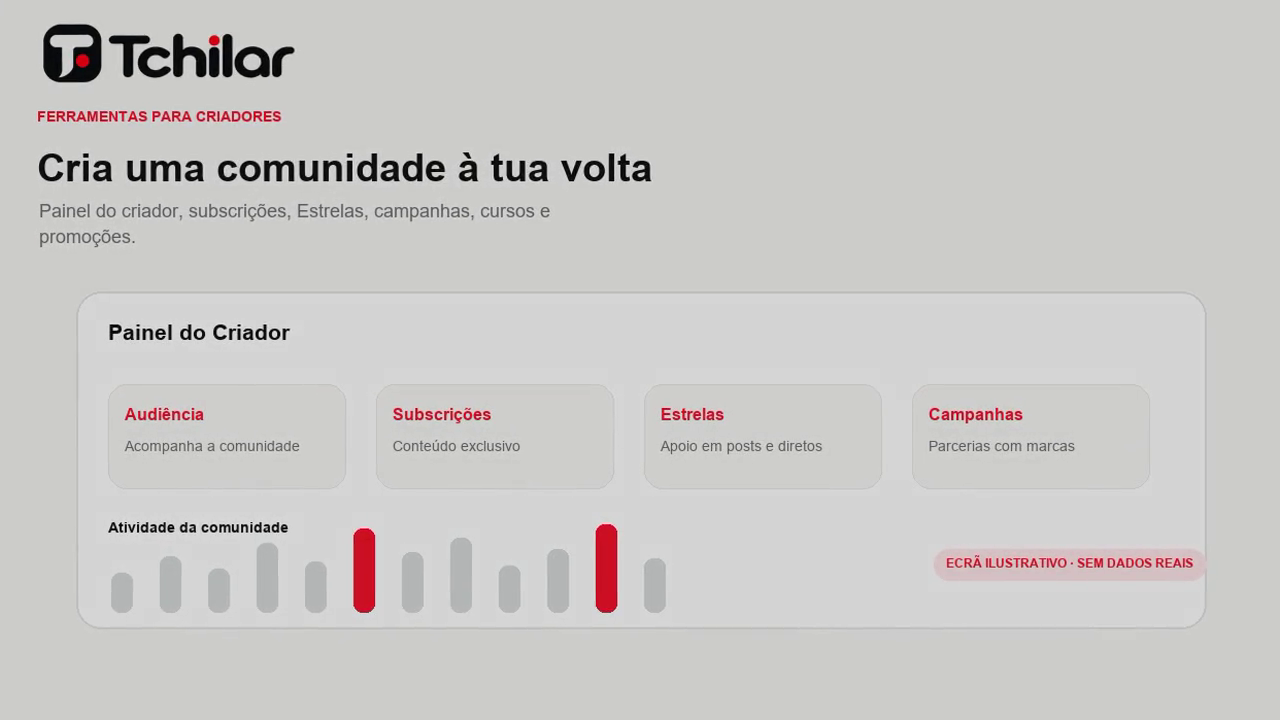 Tchilar
FERRAMENTAS PARA CRIADORES
Cria uma comunidade à tua volta
Painel do criador, subscrições, Estrelas, campanhas, cursos e
promoções.
Painel do Criador
Audiência
Acompanha a comunidade
Subscrições
Conteúdo exclusivo
Estrelas
Apoio em posts e diretos
Campanhas
Parcerias com marcas
Atividade da comunidade
ECRÃ ILUSTRATIVO · SEM DADOS REAIS